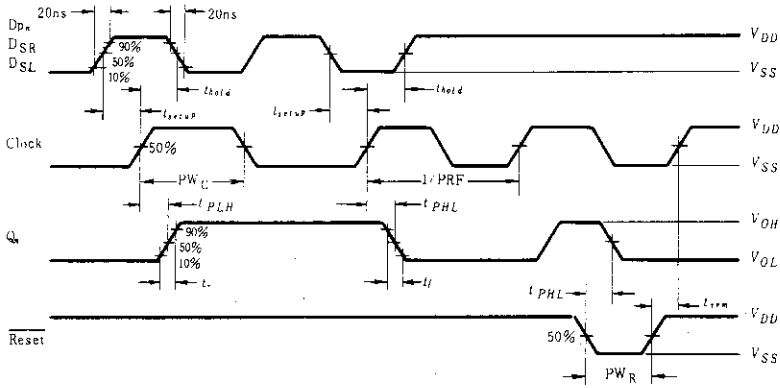 20ns 20ns
Dpn
DSR
DSL
90%
50%
10%
thold
tsetup
tsetup
thold
VDD
VSS
Clock
50%
PWC
1/PRF
VDD
VSS
tPLH
tPHL
Qn
90%
50%
10%
tr
tf
VOH
VOL
tPHL
trem
Reset
50%
PWR
VDD
VSS